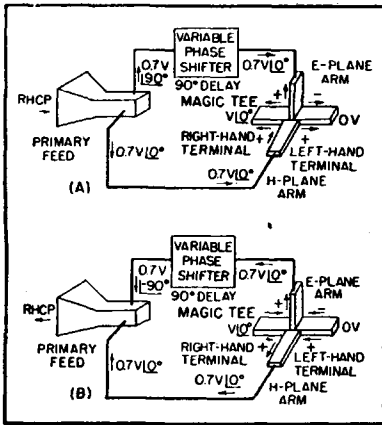 VARIABLE
PHASE
SHIFTER
0.7V
|90°
0.7V|0°
90° DELAY
E-PLANE
ARM
MAGIC TEE
RHCP
+
-
V|0°
0V
PRIMARY
FEED
RIGHT-HAND
TERMINAL
+
+
LEFT-HAND
TERMINAL
0.7V|0°
0.7V|0°
H-PLANE
ARM
(A)
VARIABLE
PHASE
SHIFTER
0.7V
|-90°
0.7V|0°
90° DELAY
E-PLANE
ARM
MAGIC TEE
RHCP
+
-
V|0°
0V
PRIMARY
FEED
RIGHT-HAND
TERMINAL
+
+
LEFT-HAND
TERMINAL
0.7V|0°
0.7V|0°
H-PLANE
ARM
(B)